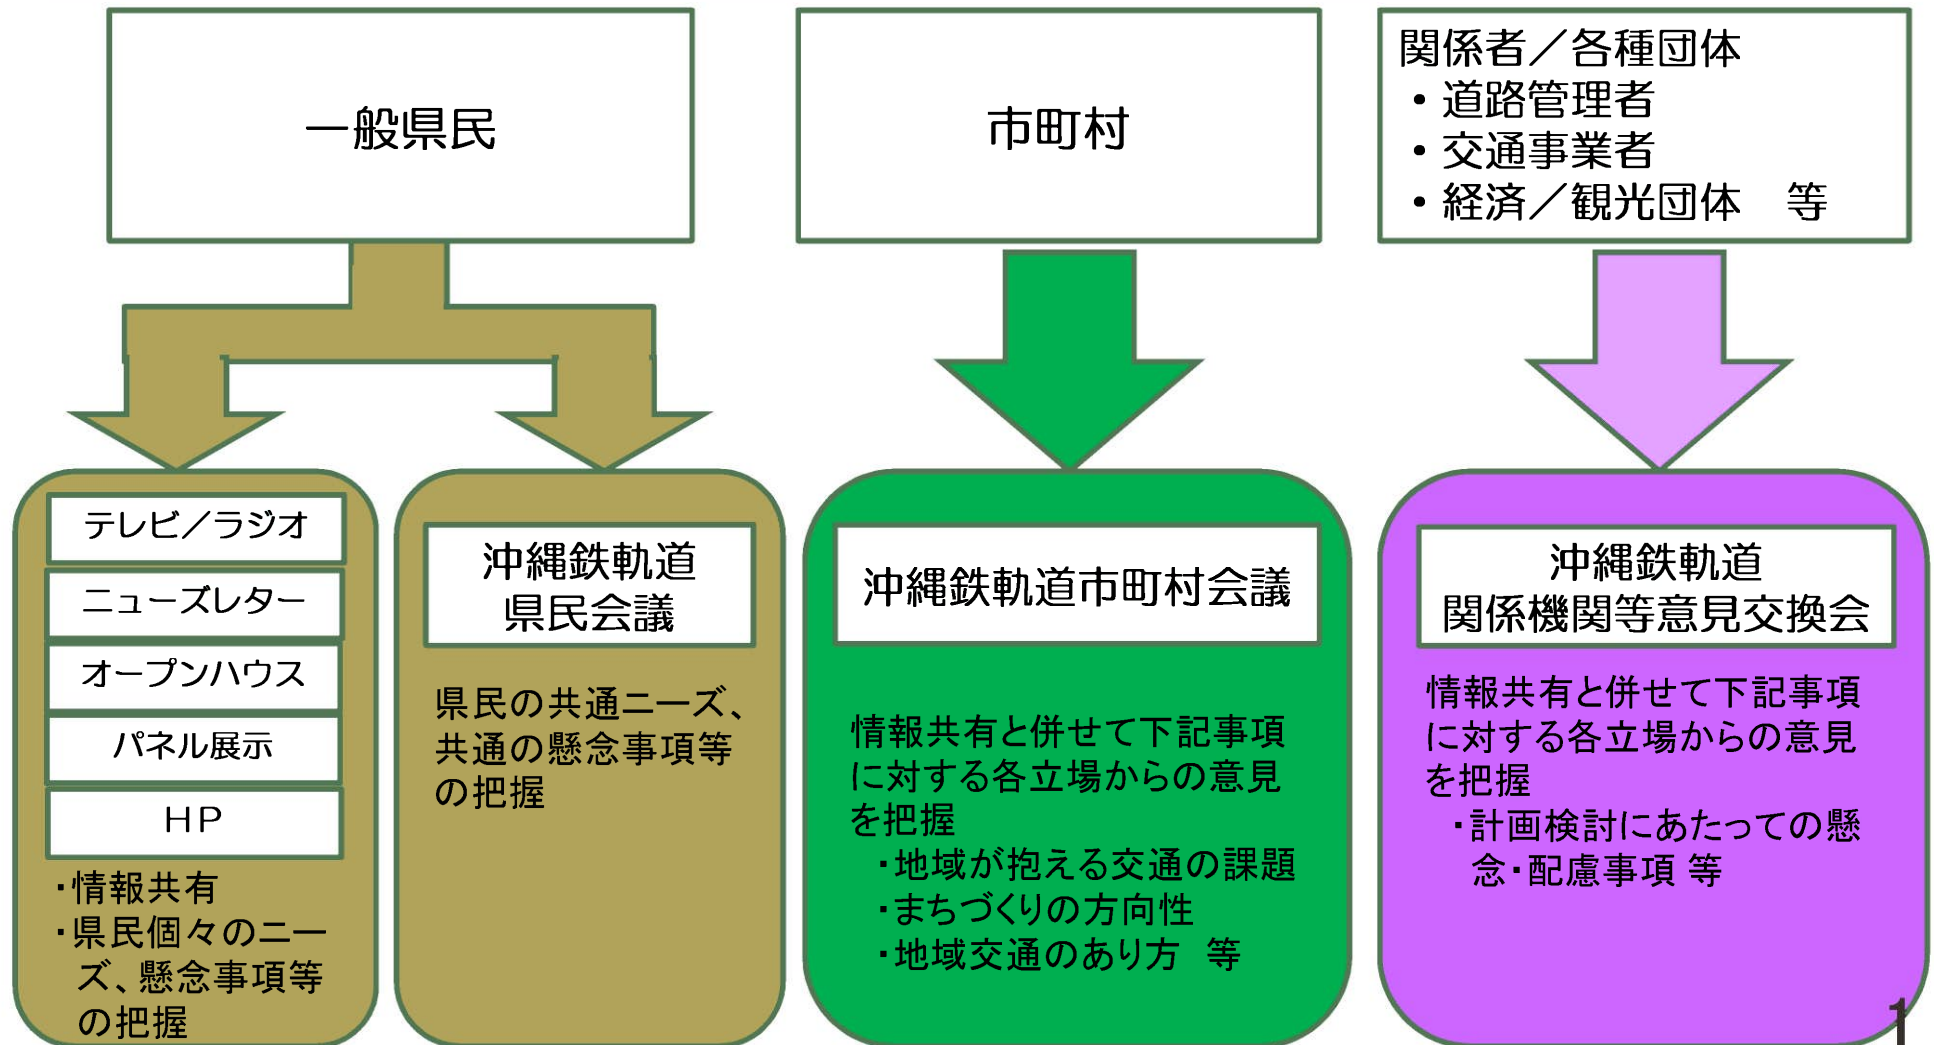 一般県民
市町村
関係者／各種団体
・道路管理者
・交通事業者
・経済／観光団体　等
テレビ／ラジオ
ニューズレター
オープンハウス
パネル展示
ＨＰ
・情報共有
・県民個々のニー
ズ、懸念事項等
の把握
沖縄鉄軌道
県民会議
県民の共通ニーズ、
共通の懸念事項等
の把握
沖縄鉄軌道市町村会議
情報共有と併せて下記事項
に対する各立場からの意見
を把握
・地域が抱える交通の課題
・まちづくりの方向性
・地域交通のあり方　等
沖縄鉄軌道
関係機関等意見交換会
情報共有と併せて下記事項
に対する各立場からの意見
を把握
・計画検討にあたっての懸
念・配慮事項 等
1